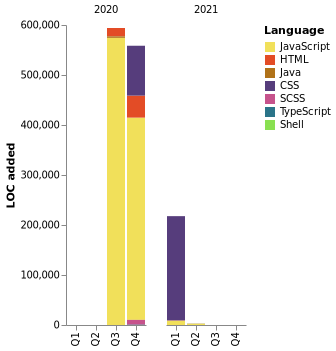 2020 2021
LOC added
600,000
500,000
400,000
300,000
200,000
100,000
0
Q1 Q2 Q3 Q4 Q1 Q2 Q3 Q4
Language
JavaScript
HTML
Java
CSS
SCSS
TypeScript
Shell